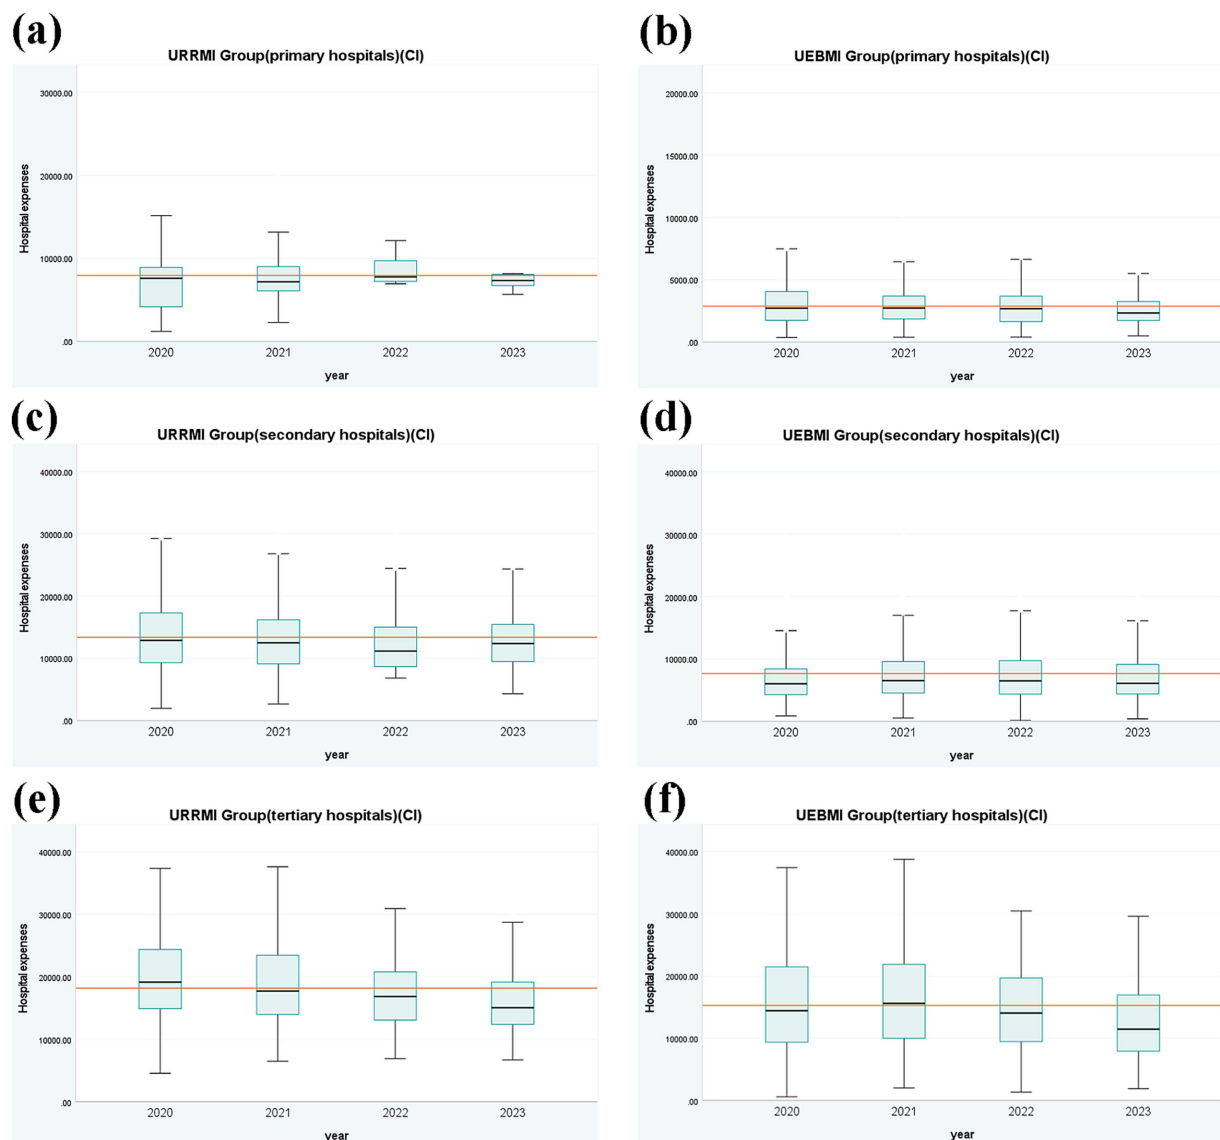 (a)
URRMI Group(primary hospitals)(CI)
Hospital expenses
30000.00
20000.00
10000.00
.00
2020 2021 2022 2023
year
(b)
UEBMI Group(primary hospitals)(CI)
Hospital expenses
20000.00
15000.00
10000.00
5000.00
.00
2020 2021 2022 2023
year
(c)
URRMI Group(secondary hospitals)(CI)
Hospital expenses
40000.00
30000.00
20000.00
10000.00
.00
2020 2021 2022 2023
year
(d)
UEBMI Group(secondary hospitals)(CI)
Hospital expenses
40000.00
30000.00
20000.00
10000.00
.00
2020 2021 2022 2023
year
(e)
URRMI Group(tertiary hospitals)(CI)
Hospital expenses
40000.00
30000.00
20000.00
10000.00
.00
2020 2021 2022 2023
year
(f)
UEBMI Group(tertiary hospitals)(CI)
Hospital expenses
40000.00
30000.00
20000.00
10000.00
.00
2020 2021 2022 2023
year